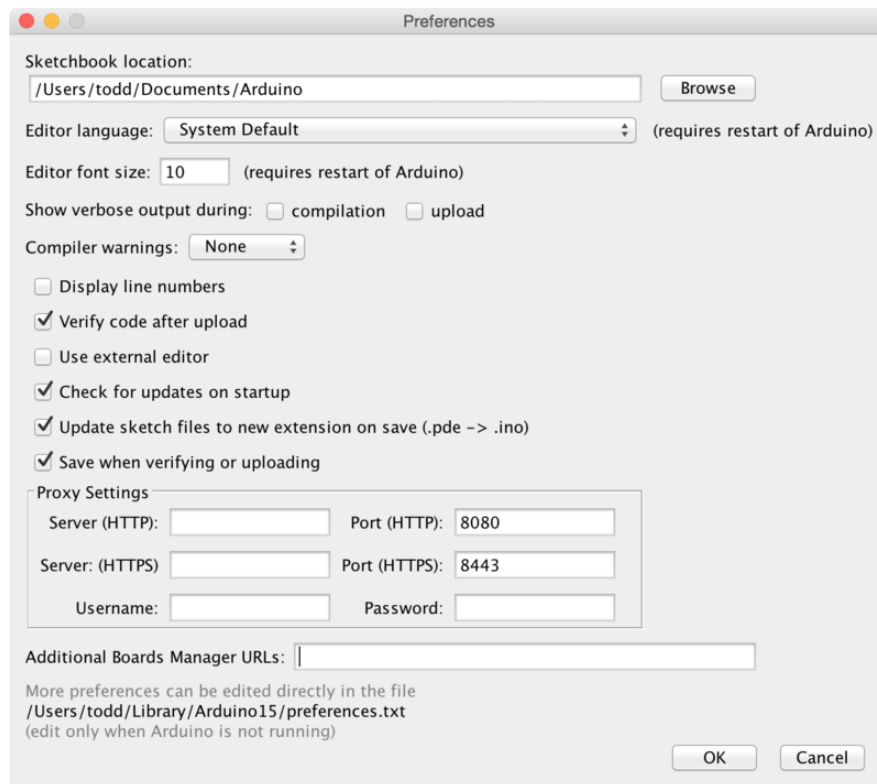 Preferences
Sketchbook location:
/Users/todd/Documents/Arduino Browse
Editor language: System Default (requires restart of Arduino)
Editor font size: 10 (requires restart of Arduino)
Show verbose output during: compilation upload
Compiler warnings: None
Display line numbers
Verify code after upload
Use external editor
Check for updates on startup
Update sketch files to new extension on save (.pde -> .ino)
Save when verifying or uploading
Proxy Settings
Server (HTTP): Port (HTTP): 8080
Server: (HTTPS) Port (HTTPS): 8443
Username: Password:
Additional Boards Manager URLs:
More preferences can be edited directly in the file
/Users/todd/Library/Arduino15/preferences.txt
(edit only when Arduino is not running)
OK Cancel